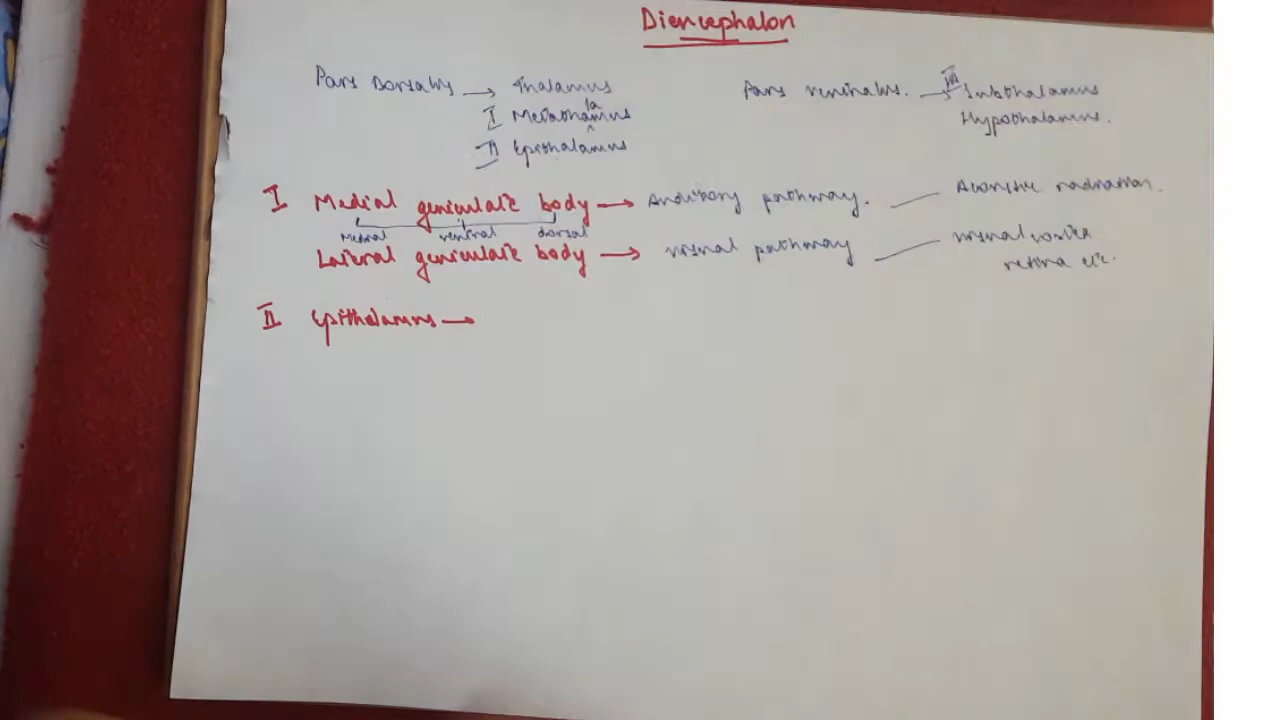 Diencephalon
Pars Dorsalis → Thalamus
I Metathalamus
II Epithalamus
Pars ventralis. → III Subthalamus
Hypothalamus.
I Medial geniculate body → Auditory pathway. — Acoustic radiation.
medial ventral dorsal
Lateral geniculate body → visual pathway — visual cortex
retina etc.
II Epithalamus →